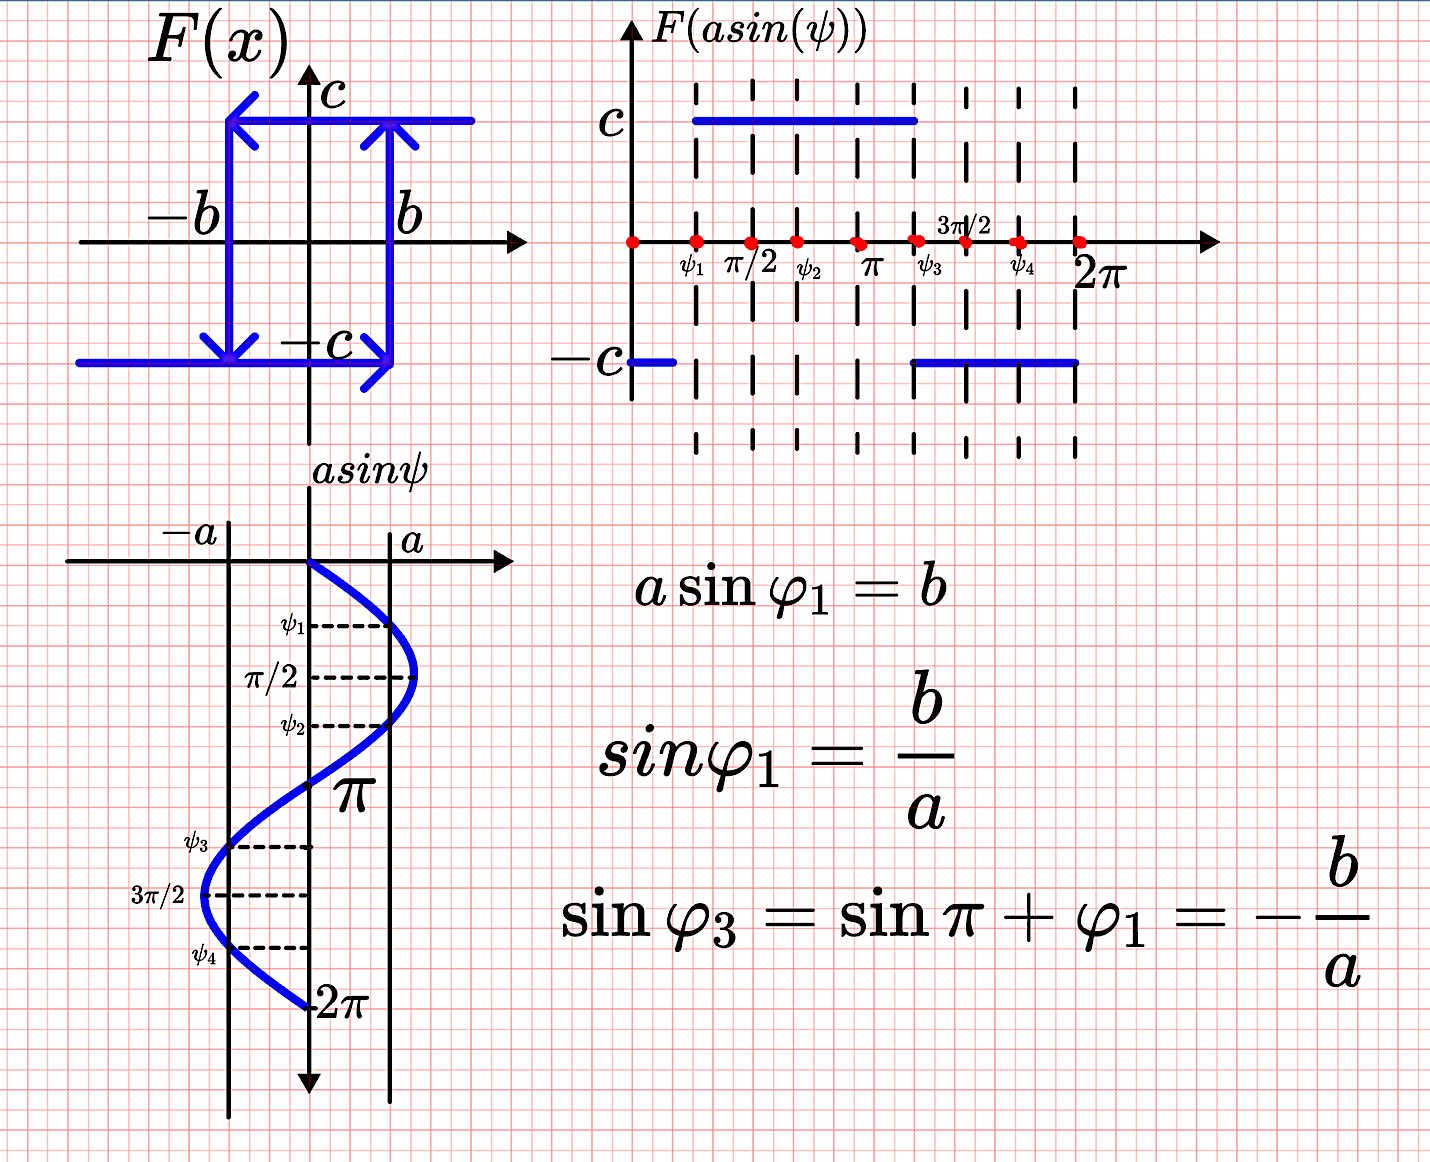 F(x)
c
−b
b
−c
F(asin(ψ))
c
3π/2
ψ₁ π/2 ψ₂ π ψ₃ ψ₄ 2π
−c
asinψ
−a
a
ψ₁
π/2
ψ₂
π
ψ₃
3π/2
ψ₄
2π
a sin φ₁ = b
sinφ₁ = b/a
sin φ₃ = sin π + φ₁ = −b/a